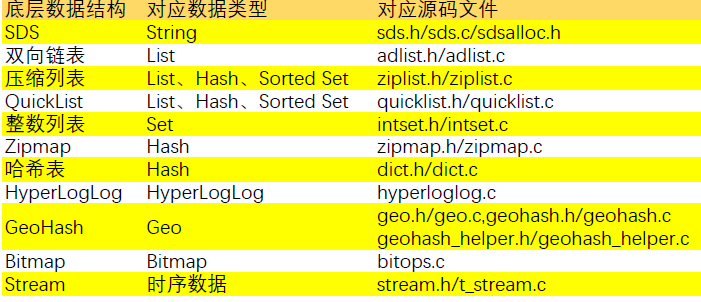 底层数据结构 对应数据类型 对应源码文件
SDS String sds.h/sds.c/sdsalloc.h
双向链表 List adlist.h/adlist.c
压缩列表 List、Hash、Sorted Set ziplist.h/ziplist.c
QuickList List、Hash、Sorted Set quicklist.h/quicklist.c
整数列表 Set intset.h/intset.c
Zipmap Hash zipmap.h/zipmap.c
哈希表 Hash dict.h/dict.c
HyperLogLog HyperLogLog hyperloglog.c
GeoHash Geo geo.h/geo.c,geohash.h/geohash.c
geohash_helper.h/geohash_helper.c
Bitmap Bitmap bitops.c
Stream 时序数据 stream.h/t_stream.c